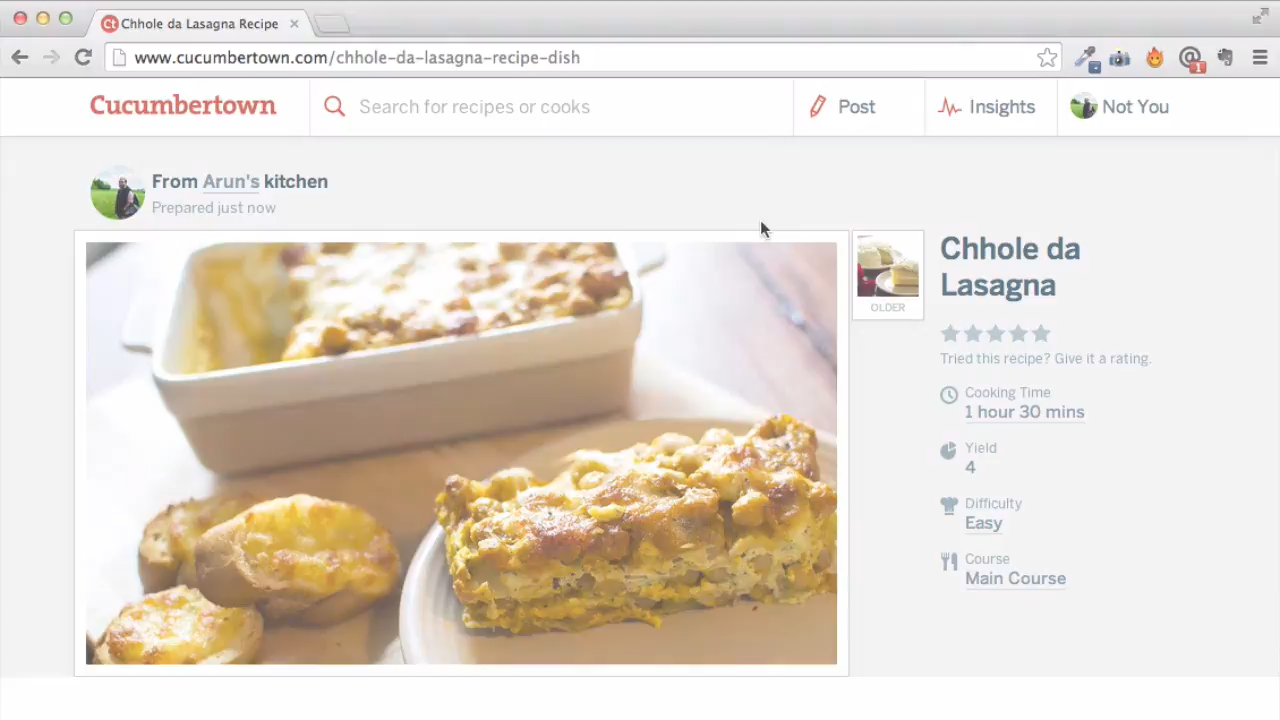 Chhole da Lasagna Recipe
www.cucumbertown.com/chhole-da-lasagna-recipe-dish
1
Cucumbertown
Search for recipes or cooks
Post
Insights
Not You
From Arun's kitchen
Prepared just now
OLDER
Chhole da
Lasagna
Tried this recipe? Give it a rating.
Cooking Time
1 hour 30 mins
Yield
4
Difficulty
Easy
Course
Main Course